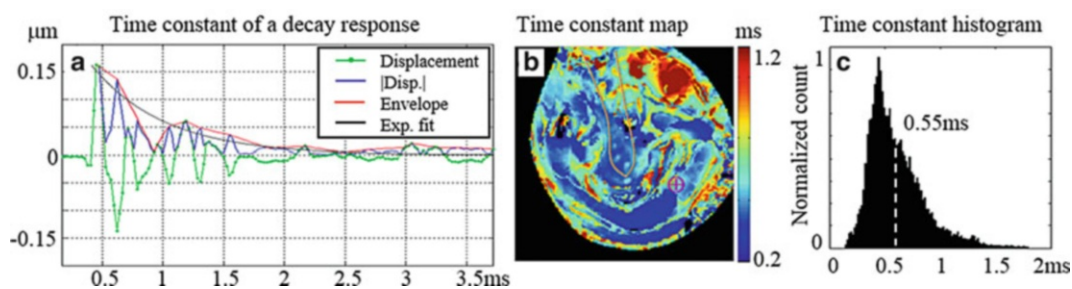 Time constant of a decay response
μm
0.15
0
-0.15
a
Displacement
|Disp.|
Envelope
Exp. fit
0.5
1
1.5
2
2.5
3
3.5ms
Time constant map
ms
b
1.2
0.2
Time constant histogram
Normalized count
1
0
c
0.55ms
0
0.5
1
1.5
2ms